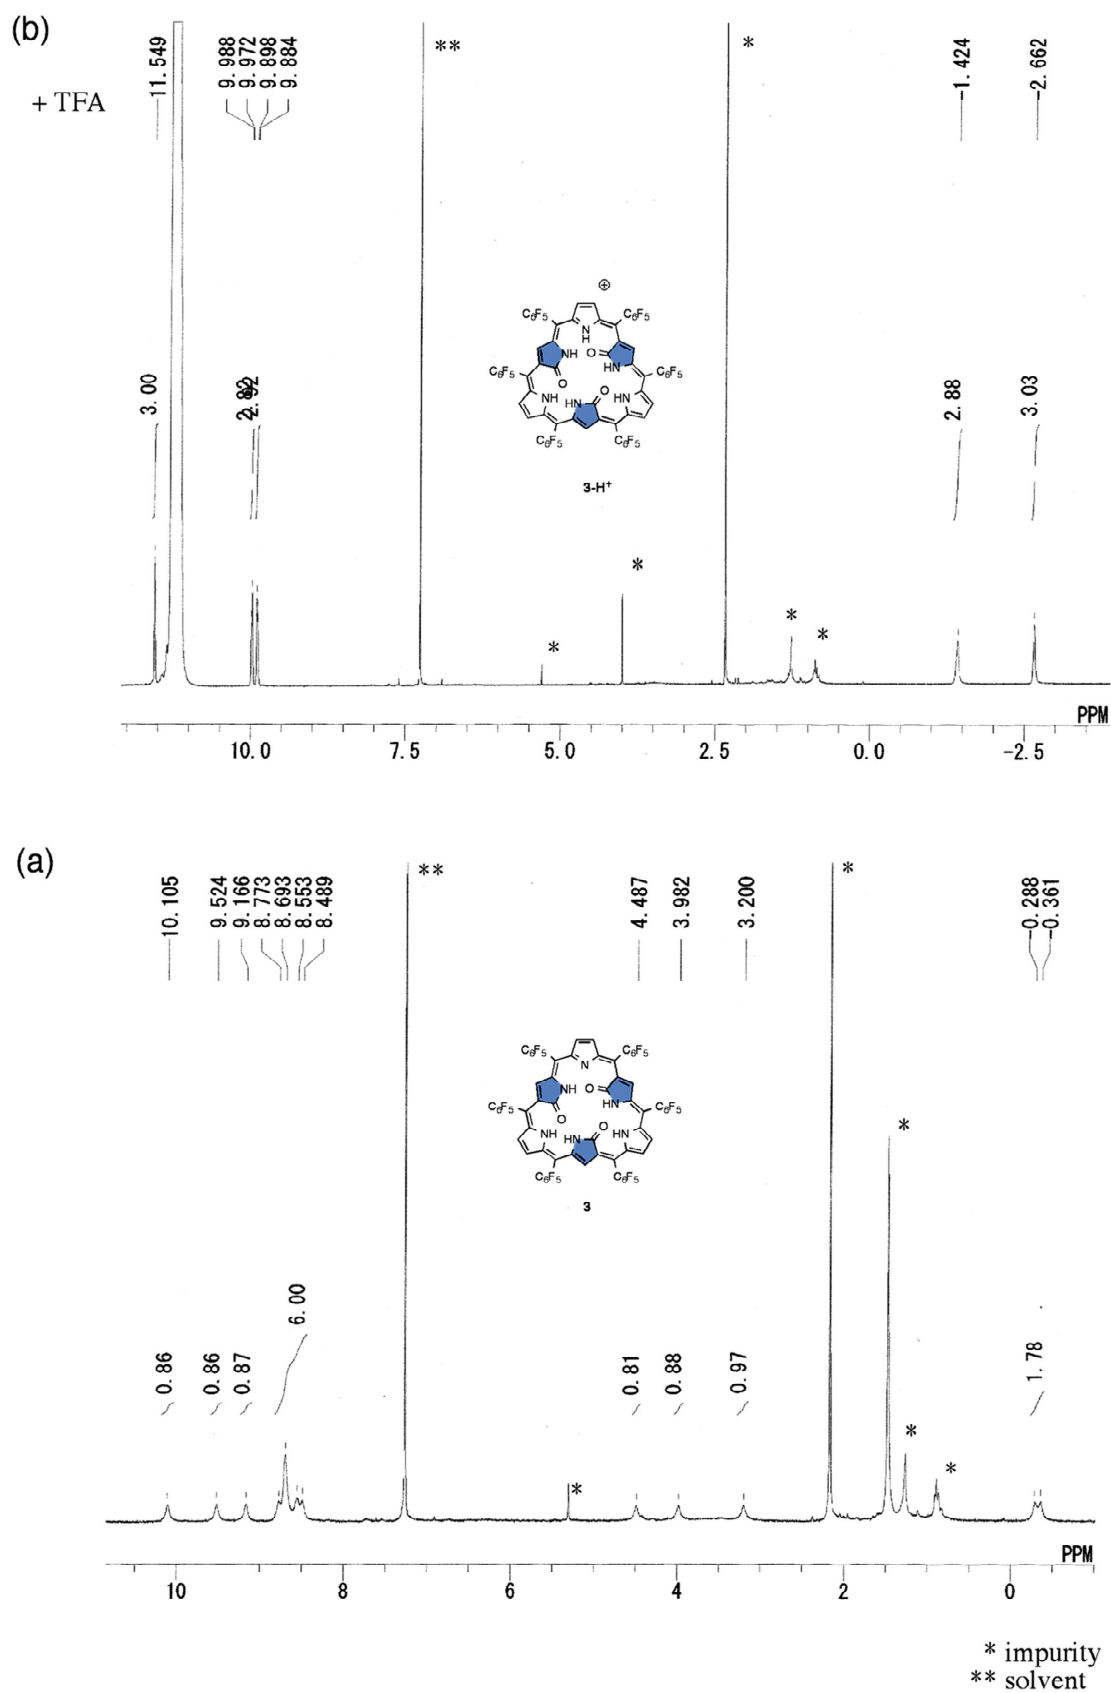 (b)
+ TFA
11.549
9.988
9.972
9.898
9.884
**
*
-1.424
-2.662
3.00
2.92
2.88
3.03
⊕
C6F5
C6F5
NH
NH
O
HN
C6F5
O
O
C6F5
NH
HN
HN
C6F5
C6F5
3-H+
*
*
*
*
PPM
10.0
7.5
5.0
2.5
0.0
-2.5
(a)
10.105
9.524
9.166
8.773
8.693
8.553
8.489
**
4.487
3.982
3.200
*
-0.288
-0.361
C6F5
C6F5
N
NH
O
HN
C6F5
O
O
C6F5
NH
HN
HN
C6F5
C6F5
3
*
0.86
0.86
0.87
6.00
0.81
0.88
0.97
1.78
*
*
*
PPM
10
8
6
4
2
0
* impurity
** solvent